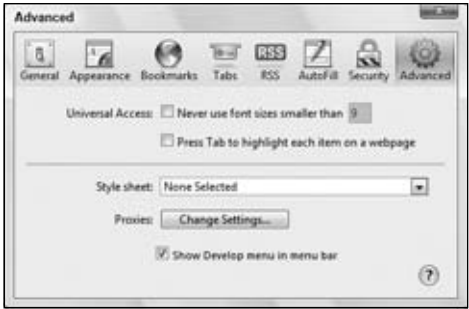 Advanced
General Appearance Bookmarks Tabs RSS AutoFill Security Advanced
Universal Access: Never use font sizes smaller than 9
Press Tab to highlight each item on a webpage
Style sheet: None Selected
Proxies: Change Settings...
Show Develop menu in menu bar
?